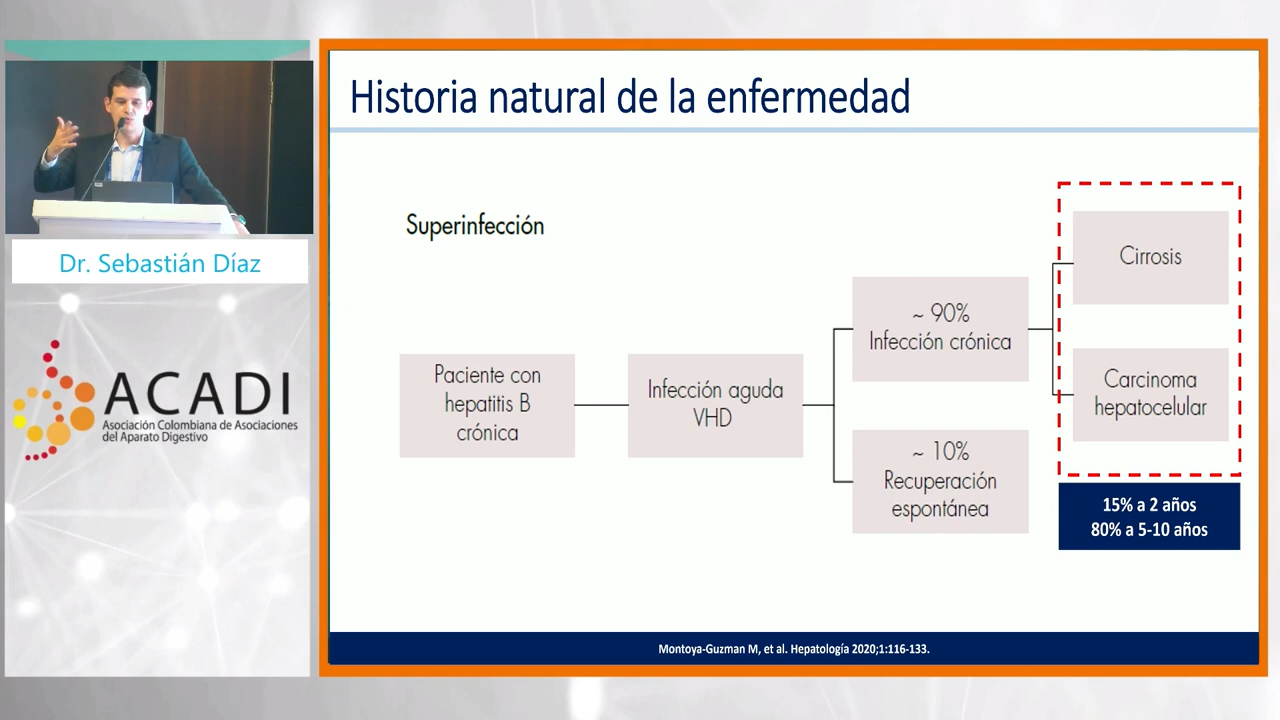 Historia natural de la enfermedad
Superinfección
Paciente con
hepatitis B
crónica
Infección aguda
VHD
~ 90%
Infección crónica
~ 10%
Recuperación
espontánea
Cirrosis
Carcinoma
hepatocelular
15% a 2 años
80% a 5-10 años
Montoya-Guzman M, et al. Hepatología 2020;1:116-133.
Dr. Sebastián Díaz
ACADI
Asociación Colombiana de Asociaciones
del Aparato Digestivo